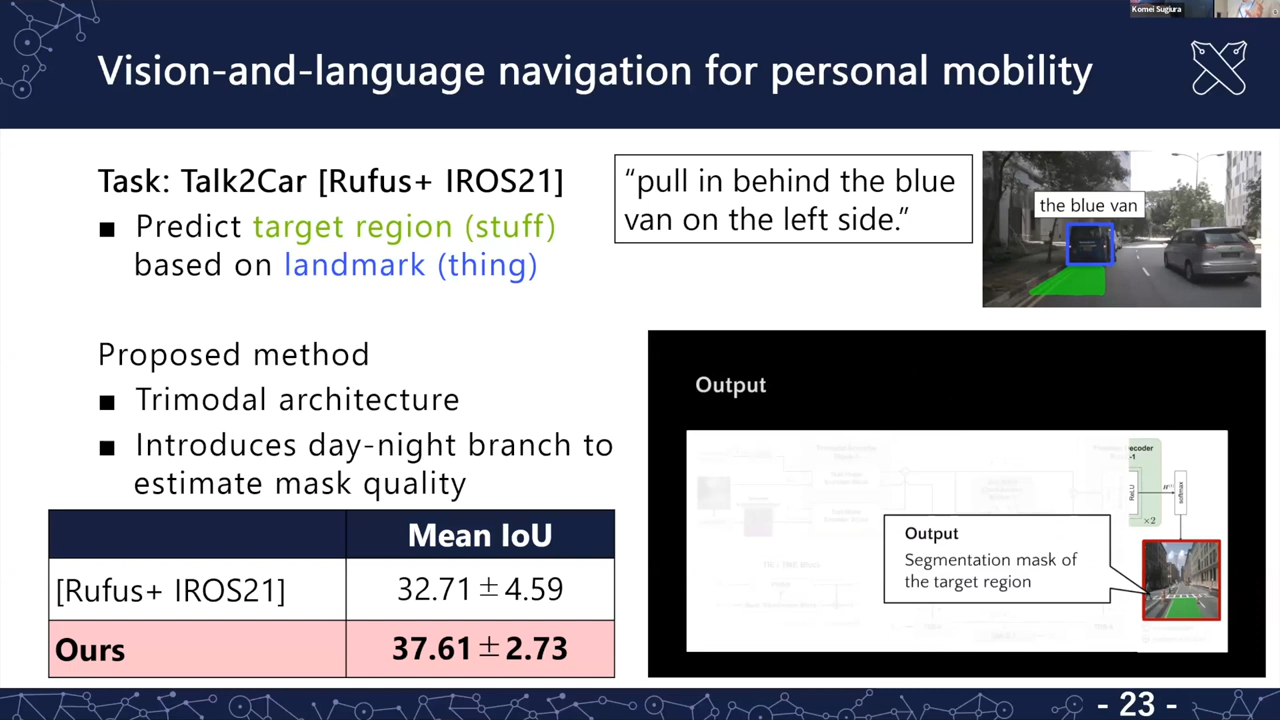 Komei Sugiura
Vision-and-language navigation for personal mobility
Task: Talk2Car [Rufus+ IROS21]
■ Predict target region (stuff)
based on landmark (thing)
"pull in behind the blue
van on the left side."
the blue van
Proposed method
■ Trimodal architecture
■ Introduces day-night branch to
estimate mask quality
Mean IoU
[Rufus+ IROS21] 32.71±4.59
Ours 37.61±2.73
Output
ReLU
softmax
×2
Output
Segmentation mask of
the target region
- 23 -